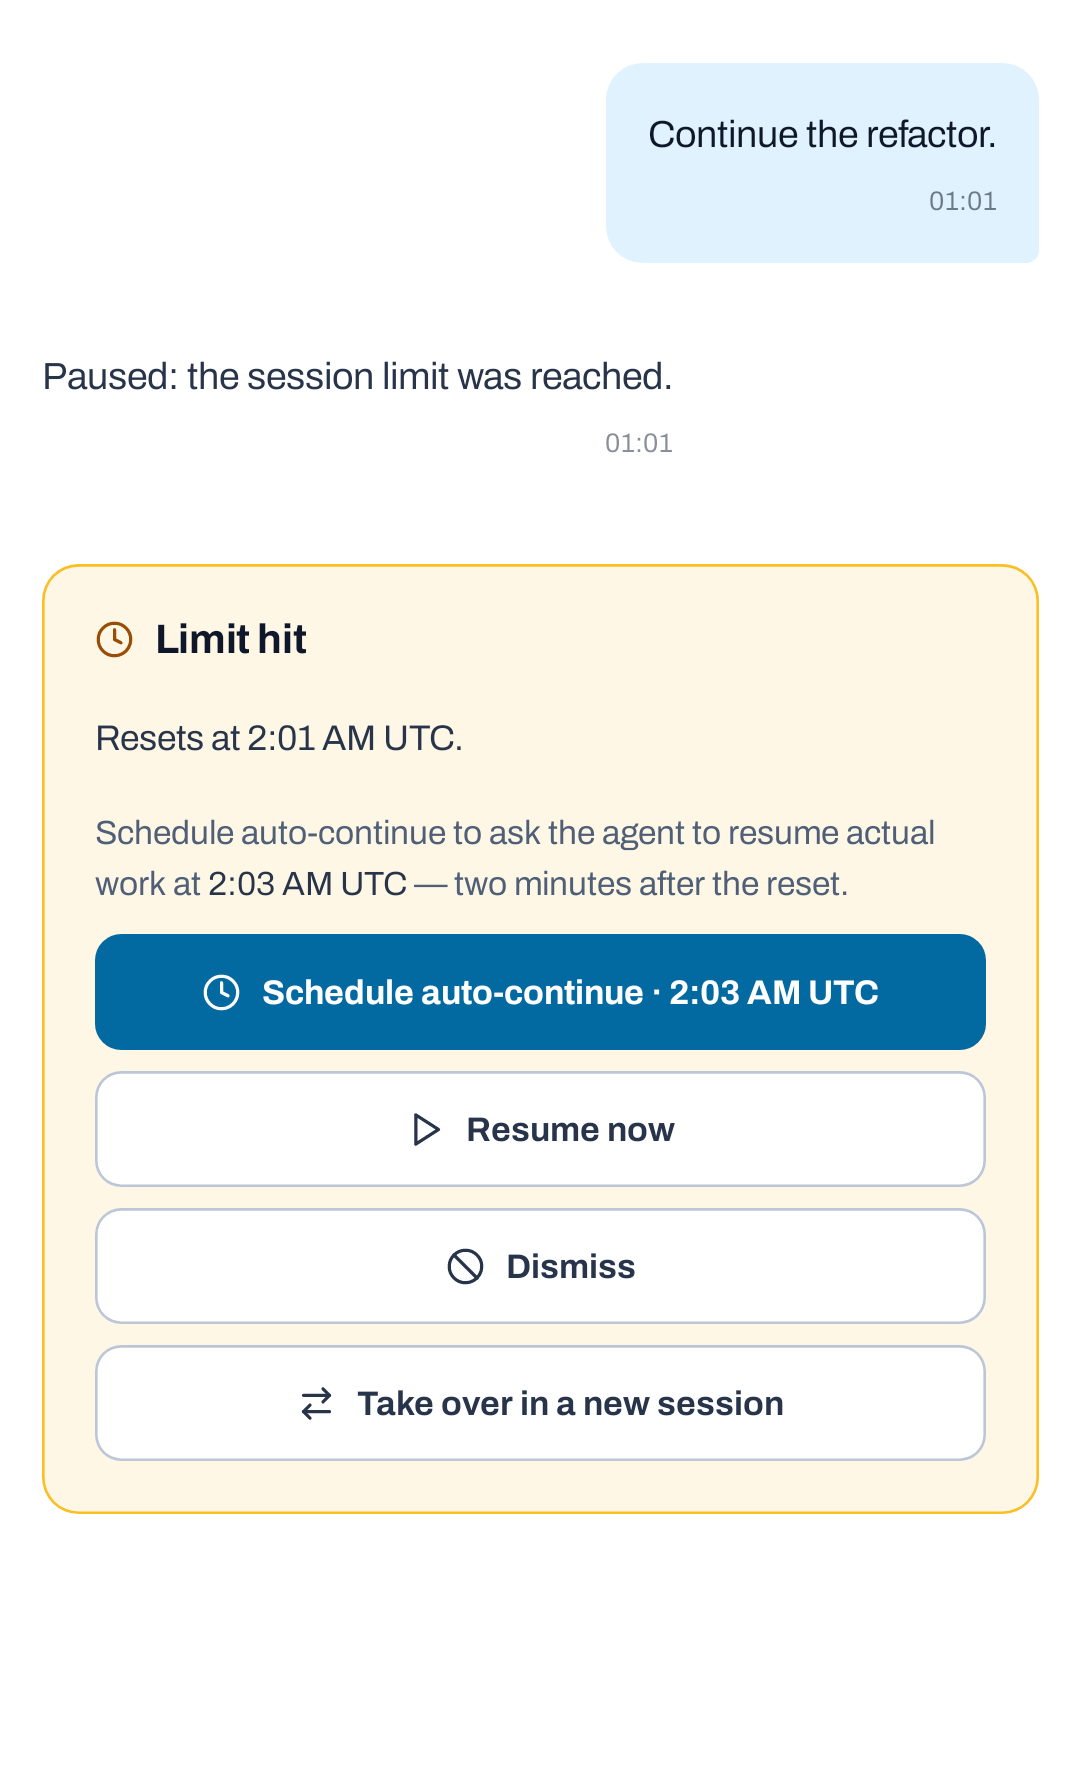 Continue the refactor.
01:01
Paused: the session limit was reached.
01:01
Limit hit
Resets at 2:01 AM UTC.
Schedule auto-continue to ask the agent to resume actual
work at 2:03 AM UTC — two minutes after the reset.
Schedule auto-continue · 2:03 AM UTC
Resume now
Dismiss
Take over in a new session